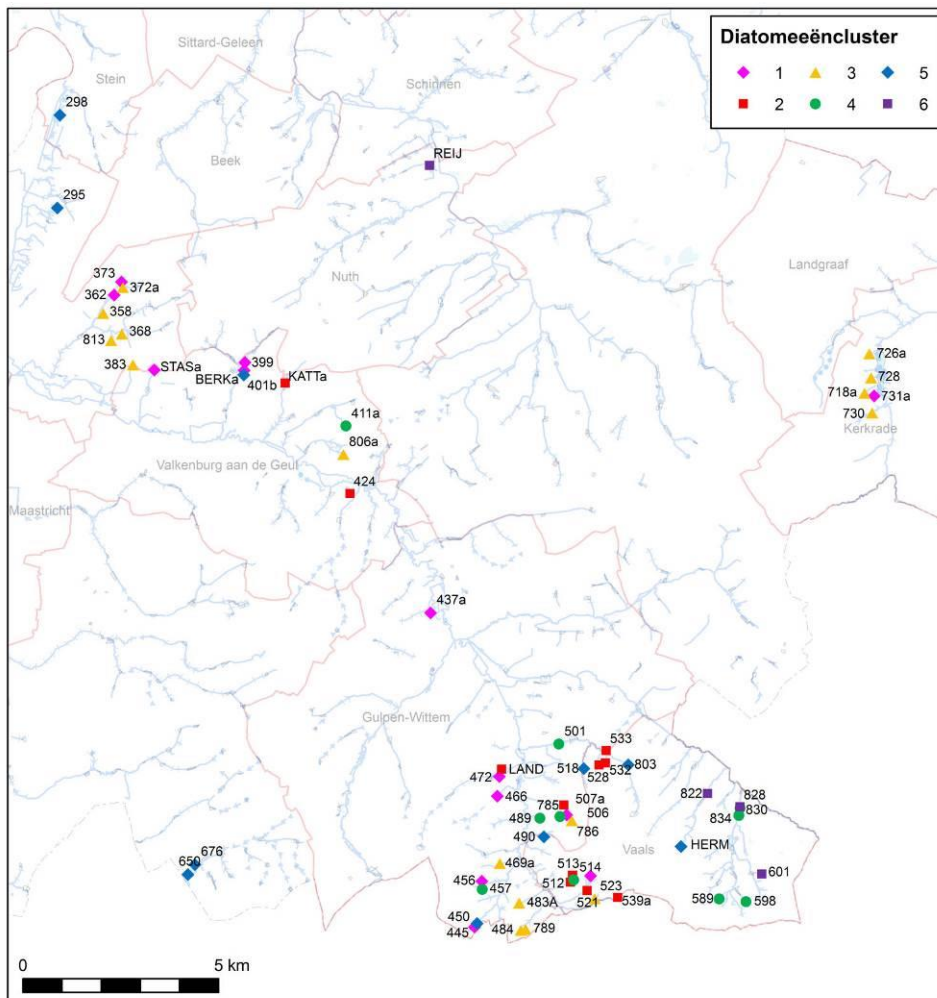 Diatomeeëncluster
1 3 5
2 4 6
Sittard-Geleen
Stein
298
Schinnen
Beek
REIJ
295
Nuth
Landgraaf
373
372a
362
358
368
813
383
STASa
399
BERKa
401b
KATTa
726a
728
718a
731a
730
Kerkrade
411a
806a
Valkenburg aan de Geul
424
Maastricht
437a
Gulpen-Wittem
501
533
LAND
518
528
532
803
472
466
822
828
830
834
507a
785
506
489
786
490
Vaals
HERM
469a
513
514
512
456
457
601
523
521
539a
589
598
483A
450
445
484
789
676
650
0 5 km